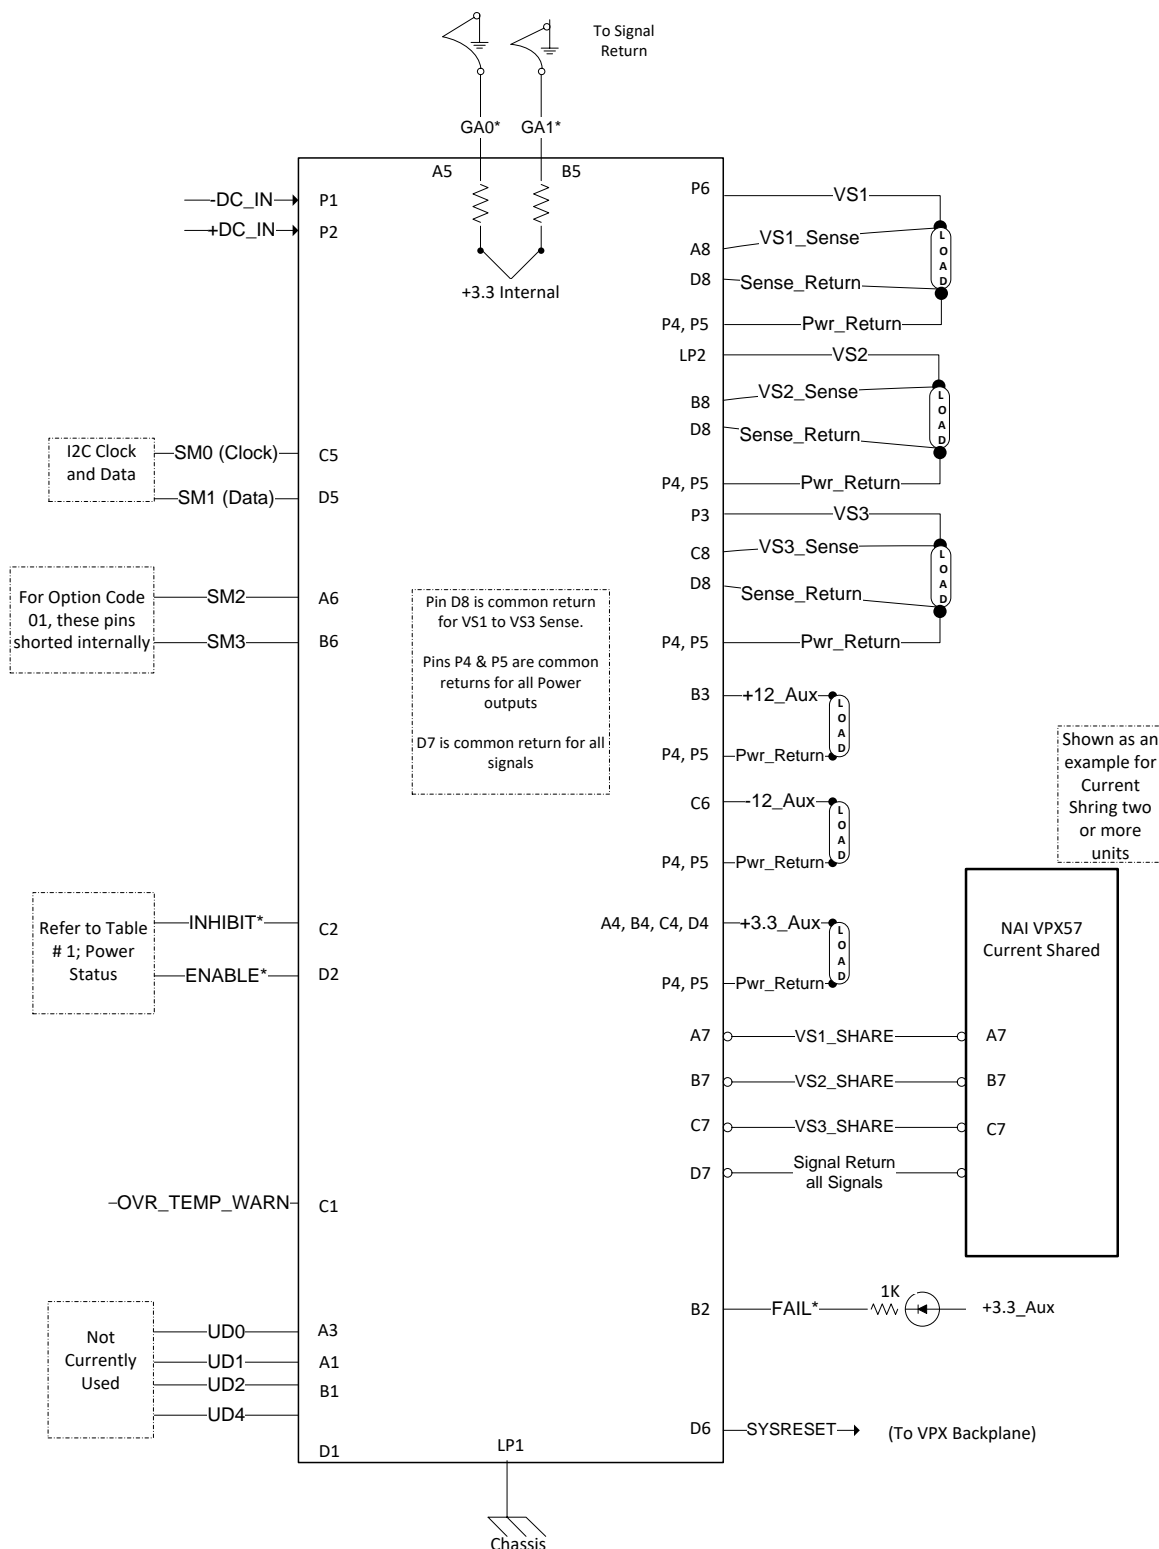 To Signal
Return
GA0*
GA1*
A5
B5
-DC_IN
P1
+DC_IN
P2
+3.3 Internal
P6
VS1
A8
VS1_Sense
D8
Sense_Return
P4, P5
Pwr_Return
LOAD
LP2
VS2
B8
VS2_Sense
D8
Sense_Return
P4, P5
Pwr_Return
LOAD
P3
VS3
C8
VS3_Sense
D8
Sense_Return
P4, P5
Pwr_Return
LOAD
I2C Clock
and Data
SM0 (Clock)
C5
SM1 (Data)
D5
For Option Code
01, these pins
shorted internally
SM2
A6
SM3
B6
Pin D8 is common return
for VS1 to VS3 Sense.
Pins P4 & P5 are common
returns for all Power
outputs
D7 is common return for all
signals
B3
+12_Aux
P4, P5
Pwr_Return
LOAD
C6
-12_Aux
P4, P5
Pwr_Return
LOAD
A4, B4, C4, D4
+3.3_Aux
P4, P5
Pwr_Return
LOAD
Shown as an
example for
Current
Shring two
or more
units
Refer to Table
# 1; Power
Status
INHIBIT*
C2
ENABLE*
D2
NAI VPX57
Current Shared
A7
VS1_SHARE
A7
B7
VS2_SHARE
B7
C7
VS3_SHARE
C7
D7
Signal Return
all Signals
OVR_TEMP_WARN
C1
B2
FAIL*
1K
+3.3_Aux
Not
Currently
Used
UD0
A3
UD1
A1
UD2
B1
UD4
D1
D6
SYSRESET
(To VPX Backplane)
LP1
Chassis